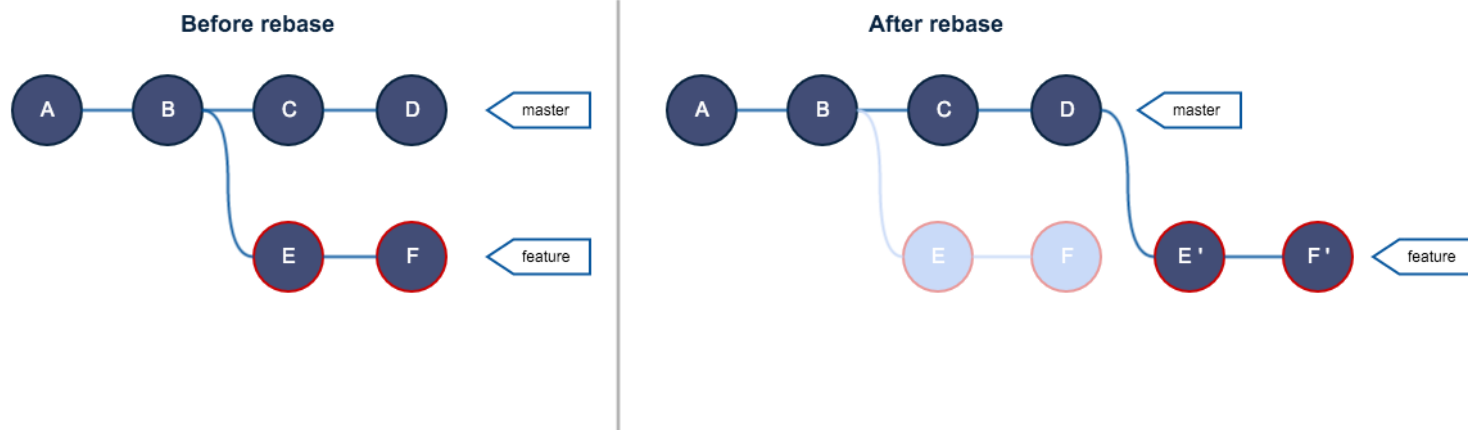 Before rebase
A B C D master
E F feature
After rebase
A B C D master
E F E ' F ' feature